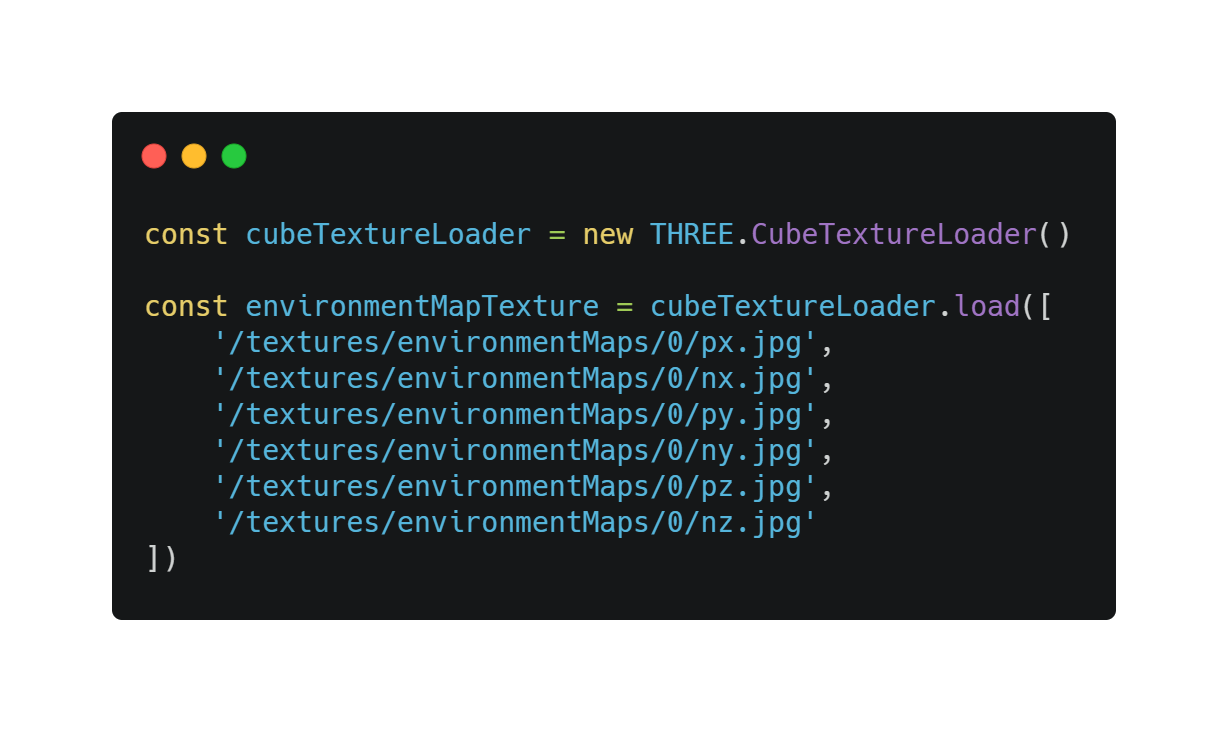 const cubeTextureLoader = new THREE.CubeTextureLoader()
const environmentMapTexture = cubeTextureLoader.load([
    '/textures/environmentMaps/0/px.jpg',
    '/textures/environmentMaps/0/nx.jpg',
    '/textures/environmentMaps/0/py.jpg',
    '/textures/environmentMaps/0/ny.jpg',
    '/textures/environmentMaps/0/pz.jpg',
    '/textures/environmentMaps/0/nz.jpg'
])